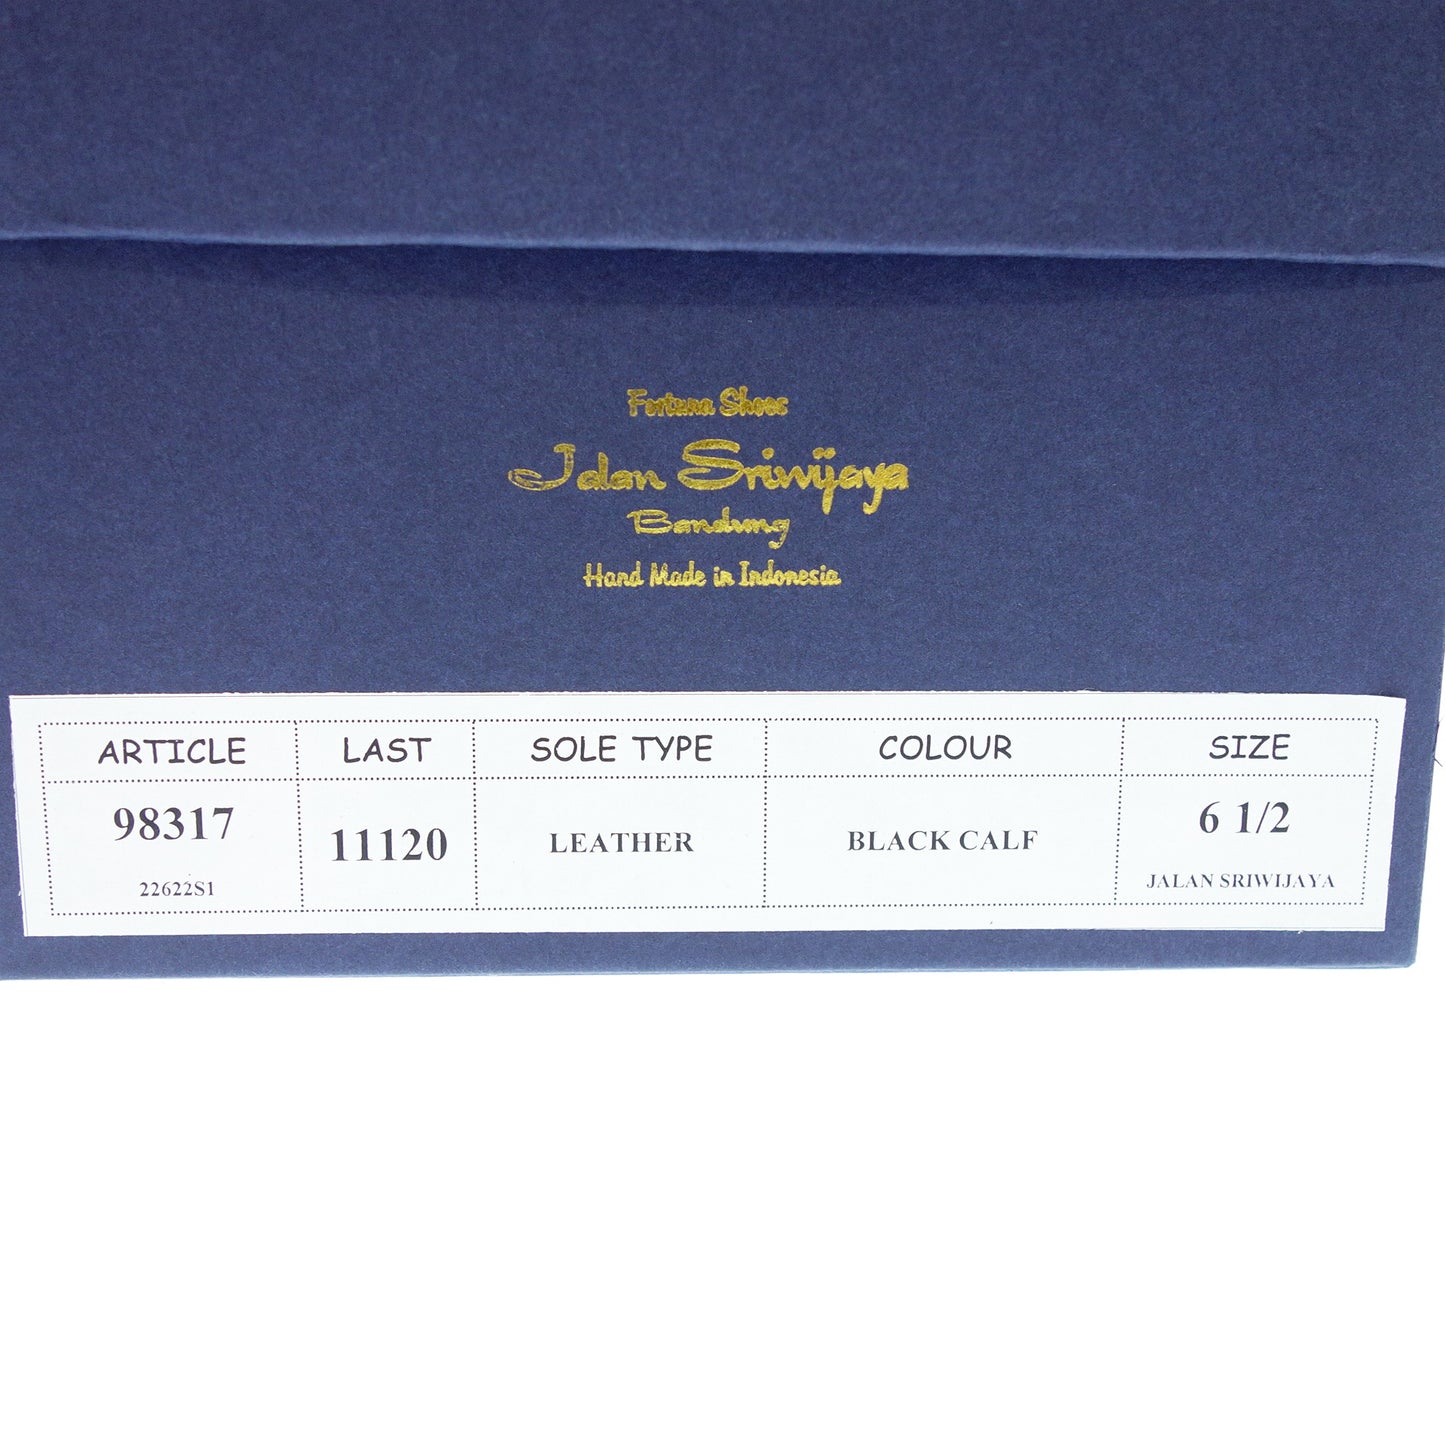 Fortuna Shoes
Jalan Sriwijaya
Bandung
Hand Made in Indonesia
ARTICLE LAST SOLE TYPE COLOUR SIZE
98317 11120 LEATHER BLACK CALF 6 1/2
22622S1 JALAN SRIWIJAYA